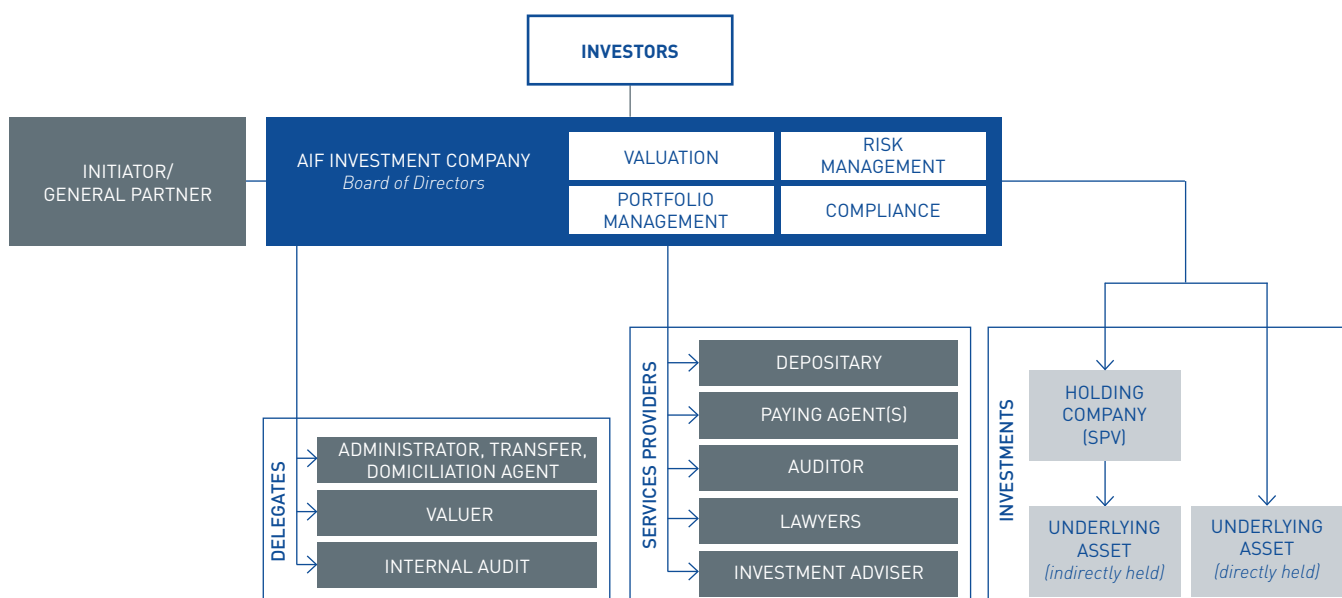 INVESTORS
INITIATOR/
GENERAL PARTNER
AIF INVESTMENT COMPANY
Board of Directors
VALUATION
RISK
MANAGEMENT
PORTFOLIO
MANAGEMENT
COMPLIANCE
DELEGATES
ADMINISTRATOR, TRANSFER,
DOMICILIATION AGENT
VALUER
INTERNAL AUDIT
SERVICES PROVIDERS
DEPOSITARY
PAYING AGENT(S)
AUDITOR
LAWYERS
INVESTMENT ADVISER
INVESTMENTS
HOLDING
COMPANY
(SPV)
UNDERLYING
ASSET
(indirectly held)
UNDERLYING
ASSET
(directly held)